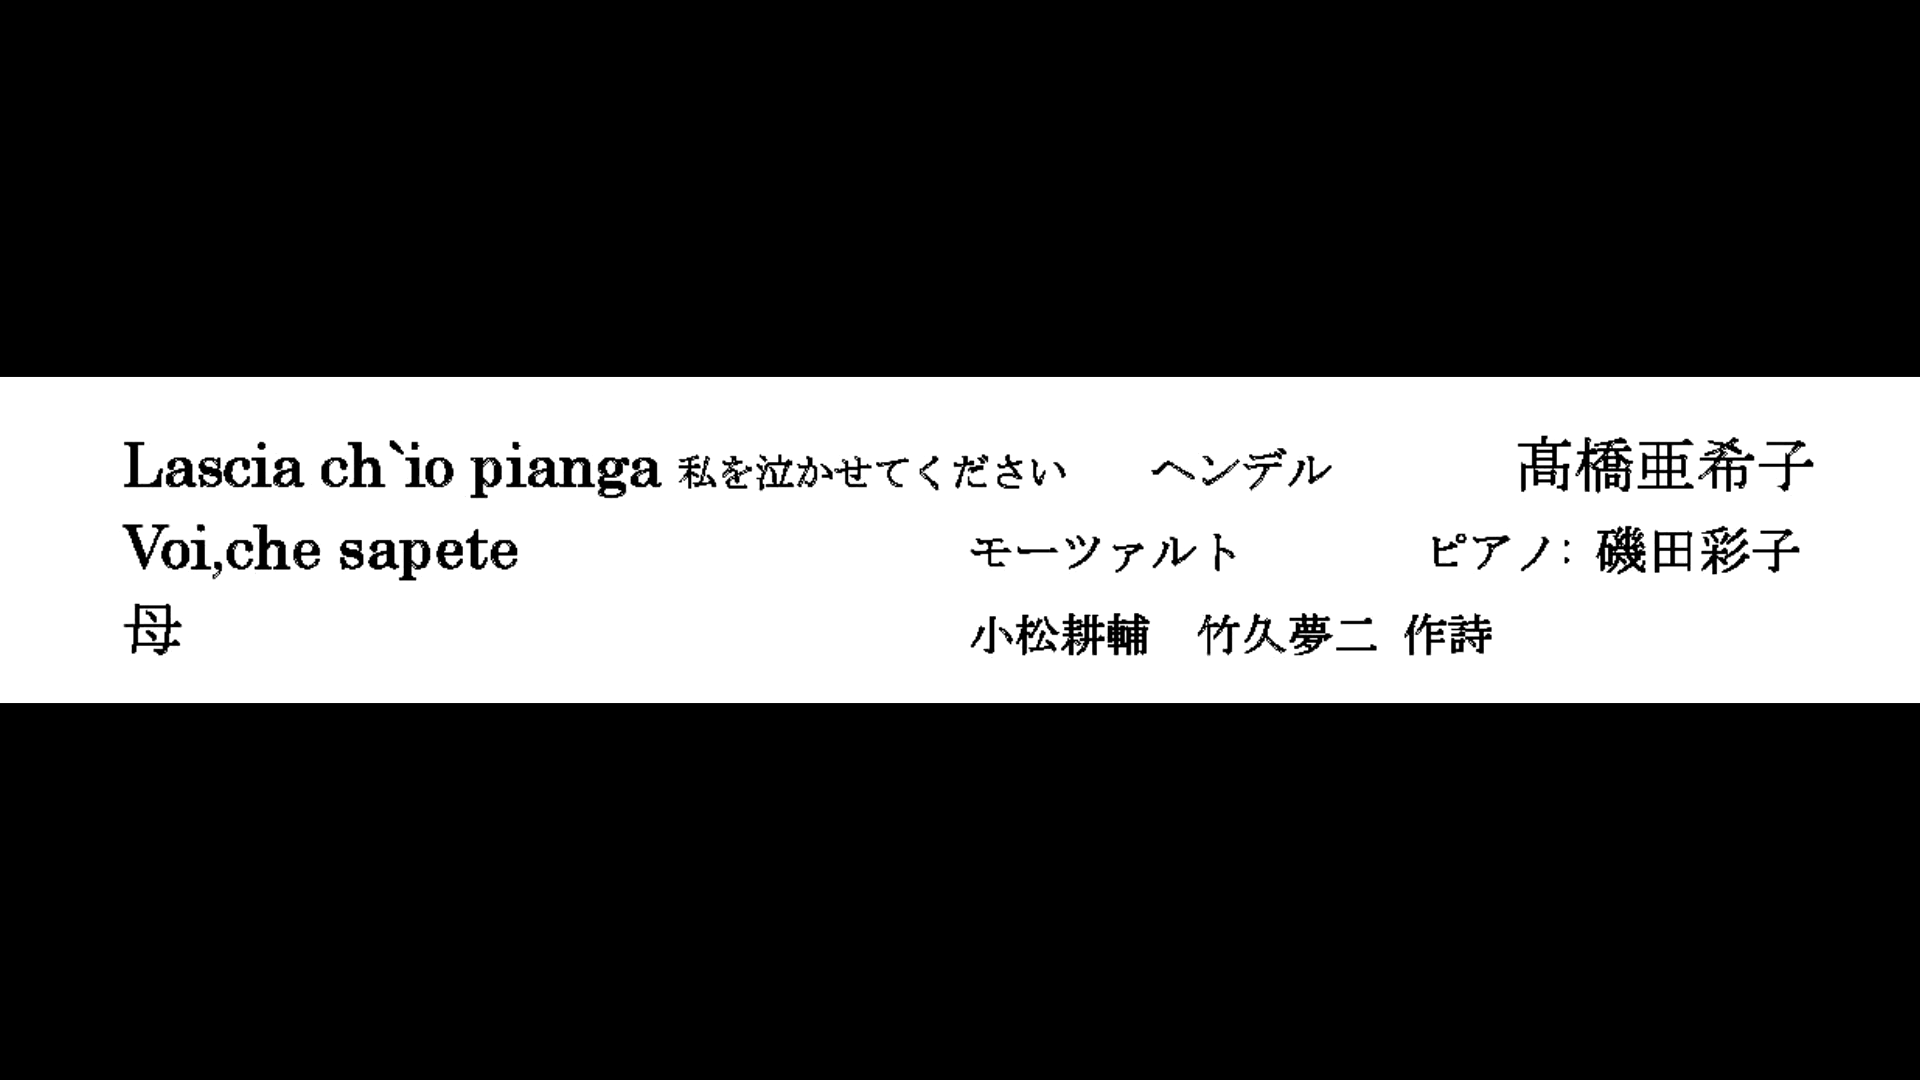 Lascia ch`io pianga 私を泣かせてください ヘンデル 髙橋亜希子
Voi,che sapete モーツァルト ピアノ: 磯田彩子
母 小松耕輔 竹久夢二 作詩